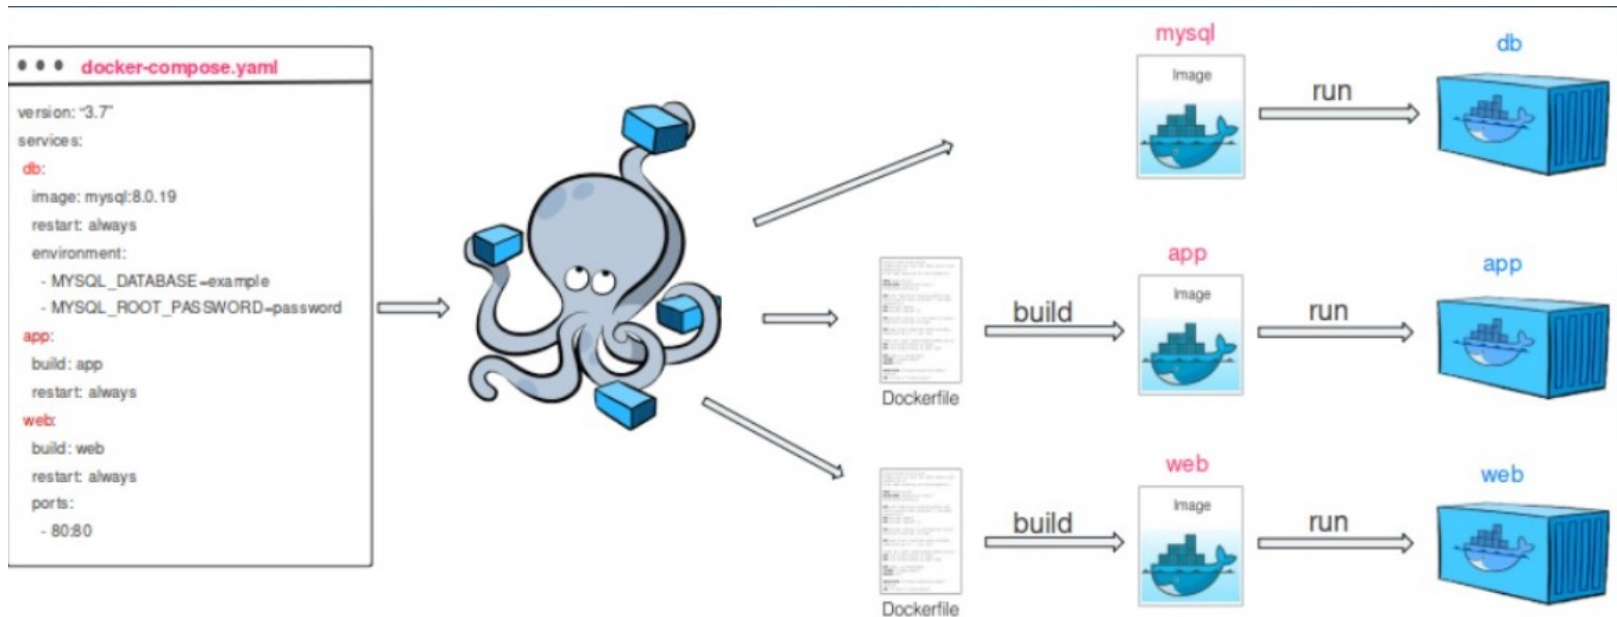 docker-compose.yaml
version: “3.7”
services:
db:
image: mysql:8.0.19
restart: always
environment:
- MYSQL_DATABASE=example
- MYSQL_ROOT_PASSWORD=password
app:
build: app
restart: always
web:
build: web
restart: always
ports:
- 80:80
mysql
Image
run
db
Dockerfile
build
app
Image
run
app
Dockerfile
build
web
Image
run
web